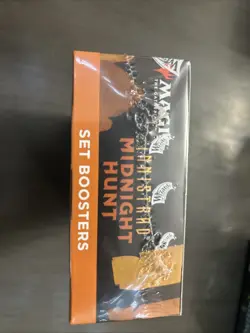 MAGIC
INNISTRAD
MIDNIGHT
HUNT
SET BOOSTERS